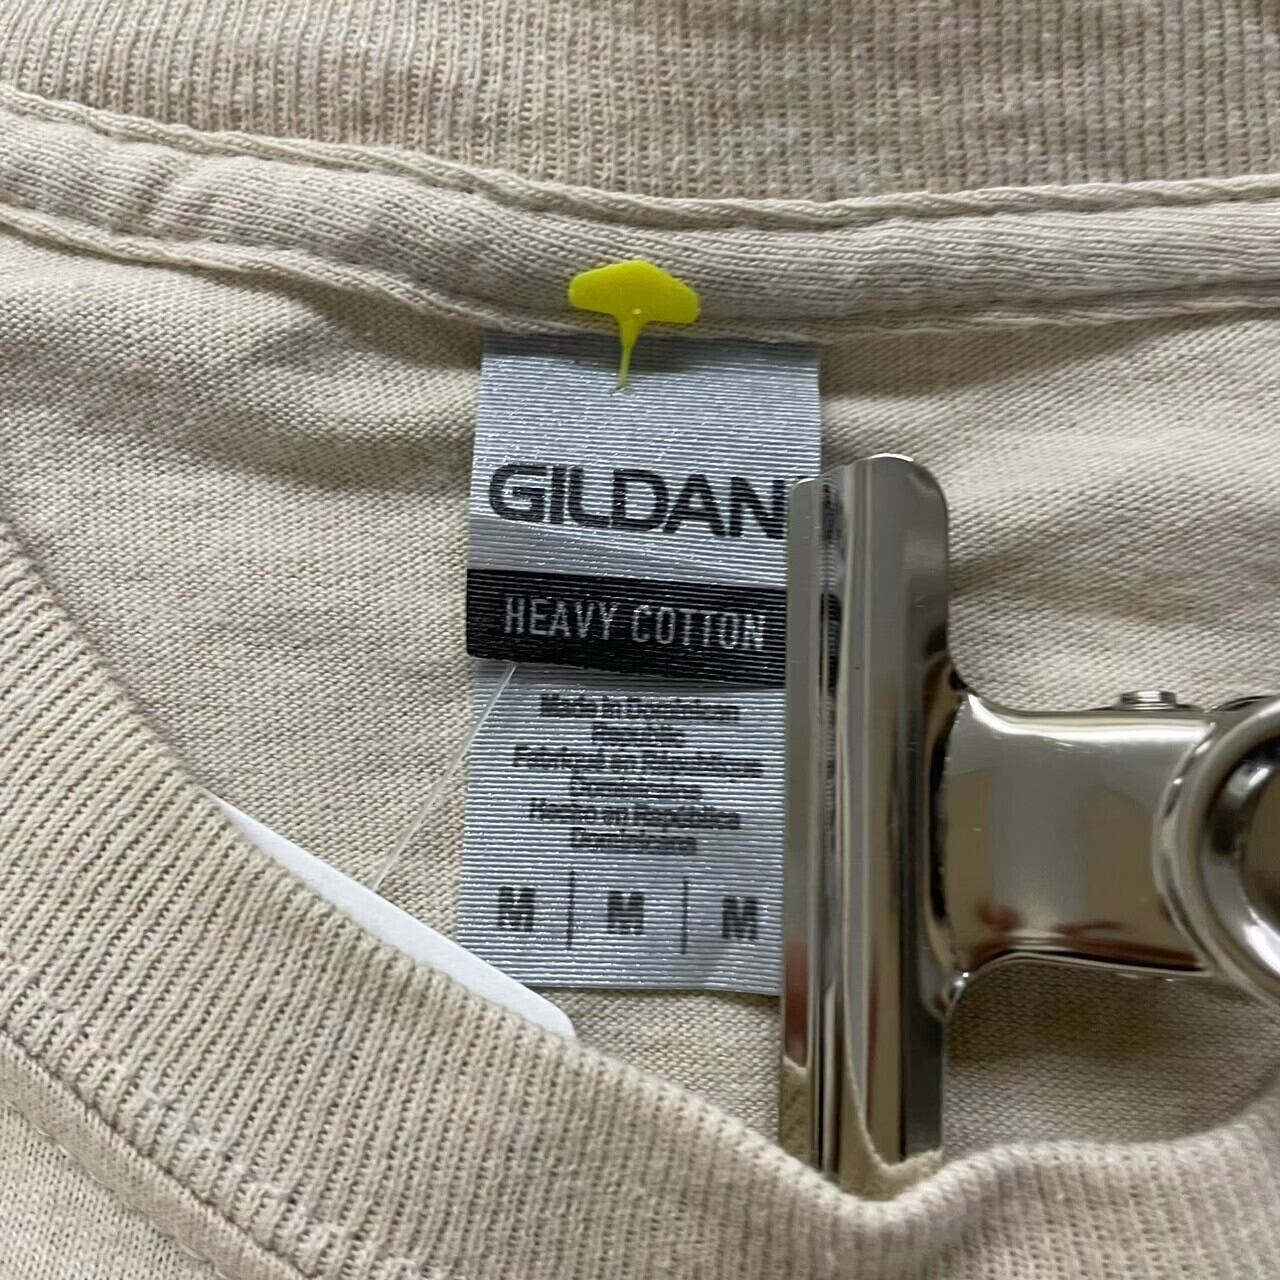 GILDAN
HEAVY COTTON
Made in Dominican
Republic
Fabriqué en République
Dominicaine
Hecho en República
Dominicana
M | M | M